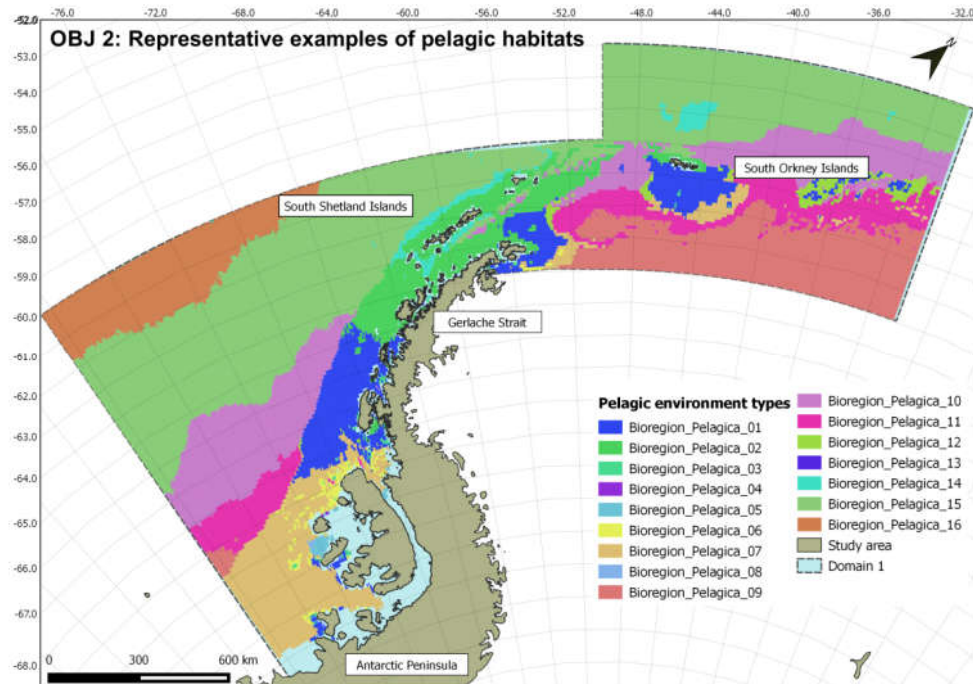 -52.0 -76.0 -72.0 -68.0 -64.0 -60.0 -56.0 -52.0 -48.0 -44.0 -40.0 -36.0 -32.0
OBJ 2: Representative examples of pelagic habitats
N
-53.0
-54.0
-55.0
-56.0
South Orkney Islands
-57.0
South Shetland Islands
-58.0
-59.0
-60.0
Gerlache Strait
-61.0
-62.0
-63.0
-64.0
-65.0
-66.0
-67.0
-68.0
Pelagic environment types
Bioregion_Pelagica_01
Bioregion_Pelagica_02
Bioregion_Pelagica_03
Bioregion_Pelagica_04
Bioregion_Pelagica_05
Bioregion_Pelagica_06
Bioregion_Pelagica_07
Bioregion_Pelagica_08
Bioregion_Pelagica_09
Bioregion_Pelagica_10
Bioregion_Pelagica_11
Bioregion_Pelagica_12
Bioregion_Pelagica_13
Bioregion_Pelagica_14
Bioregion_Pelagica_15
Bioregion_Pelagica_16
Study area
Domain 1
Antarctic Peninsula
0 300 600 km